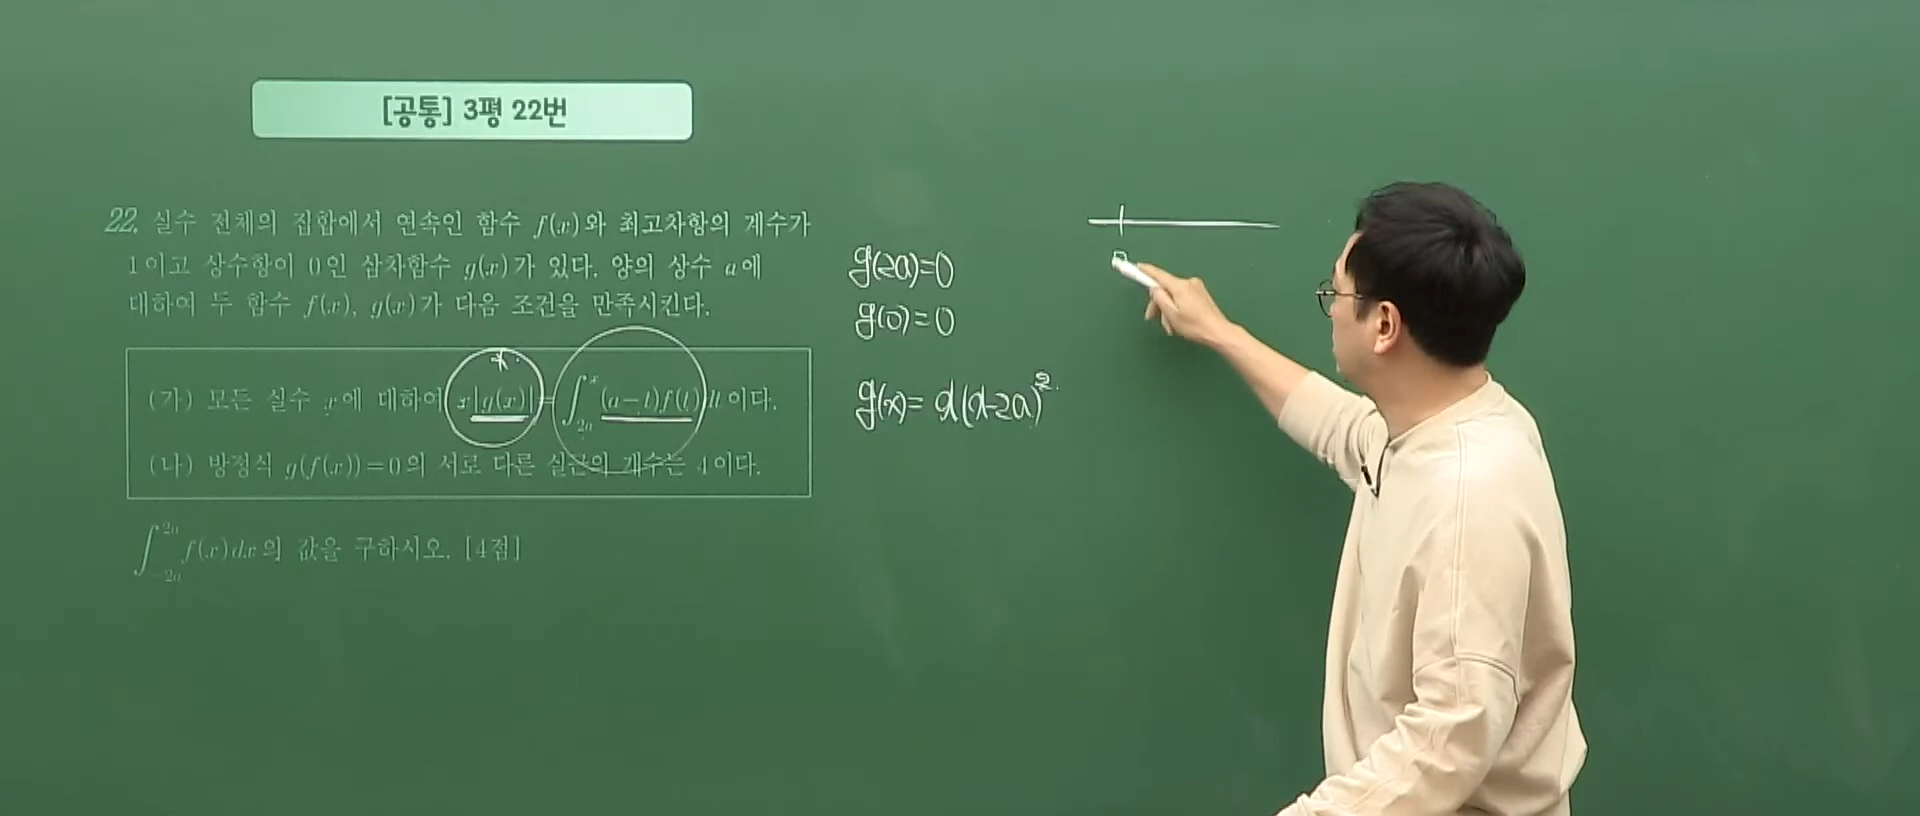 [공통] 3평 22번
22. 실수 전체의 집합에서 연속인 함수 f(x)와 최고차항의 계수가
1이고 상수항이 0인 삼차함수 g(x)가 있다. 양의 상수 a에
대하여 두 함수 f(x), g(x)가 다음 조건을 만족시킨다.
(가) 모든 실수 x에 대하여 x|g(x)| = ∫_{2a}^{x} (a-t)f(t)dt 이다.
(나) 방정식 g(f(x))=0의 서로 다른 실근의 개수는 4이다.
∫_{-2a}^{2a} f(x)dx의 값을 구하시오. [4점]
g(2a)=0
g(0)=0
g(x)= x(x-2a)²